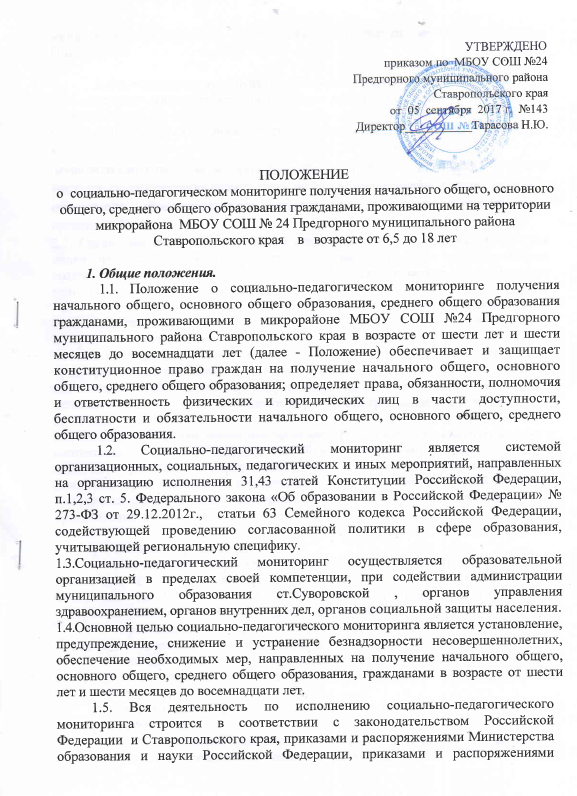 УТВЕРЖДЕНО
приказом по МБОУ СОШ №24
Предгорного муниципального района
Ставропольского края
от 05 сентября 2017 г. №143
Директор Тарасова Н.Ю.
ПОЛОЖЕНИЕ
о социально-педагогическом мониторинге получения начального общего, основного
общего, среднего общего образования гражданами, проживающими на территории
микрорайона МБОУ СОШ № 24 Предгорного муниципального района
Ставропольского края в возрасте от 6,5 до 18 лет
1. Общие положения.
1.1. Положение о социально-педагогическом мониторинге получения
начального общего, основного общего образования, среднего общего образования
гражданами, проживающими в микрорайоне МБОУ СОШ №24 Предгорного
муниципального района Ставропольского края в возрасте от шести лет и шести
месяцев до восемнадцати лет (далее - Положение) обеспечивает и защищает
конституционное право граждан на получение начального общего, основного
общего, среднего общего образования; определяет права, обязанности, полномочия
и ответственность физических и юридических лиц в части доступности,
бесплатности и обязательности начального общего, основного общего, среднего
общего образования.
1.2. Социально-педагогический мониторинг является системой
организационных, социальных, педагогических и иных мероприятий, направленных
на организацию исполнения 31,43 статей Конституции Российской Федерации,
п.1,2,3 ст. 5. Федерального закона «Об образовании в Российской Федерации» №
273-ФЗ от 29.12.2012г., статьи 63 Семейного кодекса Российской Федерации,
содействующей проведению согласованной политики в сфере образования,
учитывающей региональную специфику.
1.3.Социально-педагогический мониторинг осуществляется образовательной
организацией в пределах своей компетенции, при содействии администрации
муниципального образования ст.Суворовской , органов управления
здравоохранением, органов внутренних дел, органов социальной защиты населения.
1.4.Основной целью социально-педагогического мониторинга является установление,
предупреждение, снижение и устранение безнадзорности несовершеннолетних,
обеспечение необходимых мер, направленных на получение начального общего,
основного общего, среднего общего образования, гражданами в возрасте от шести
лет и шести месяцев до восемнадцати лет.
1.5. Вся деятельность по исполнению социально-педагогического
мониторинга строится в соответствии с законодательством Российской
Федерации и Ставропольского края, приказами и распоряжениями Министерства
образования и науки Российской Федерации, приказами и распоряжениями